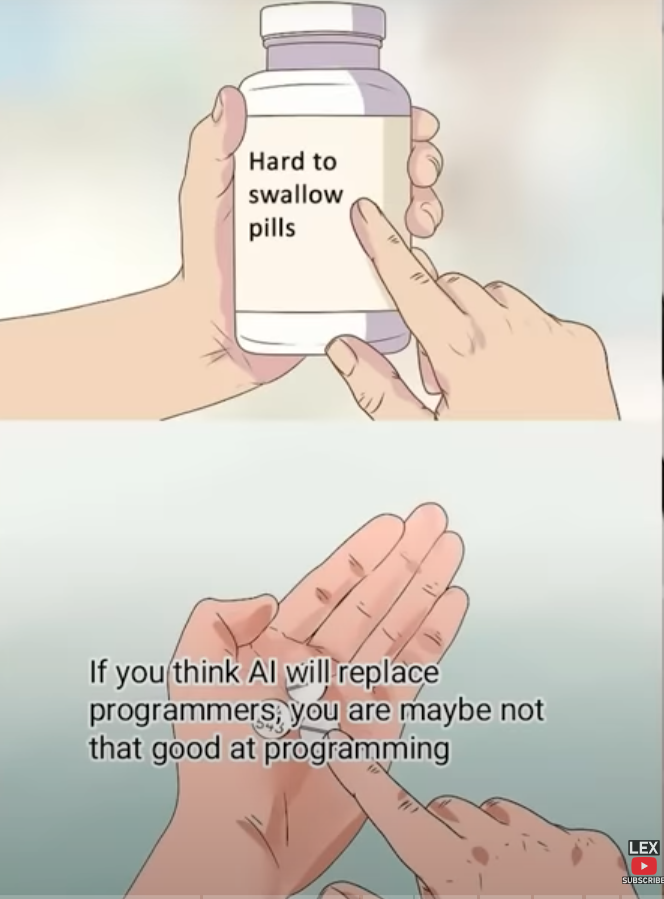 Hard to
swallow
pills
If you think AI will replace
programmers, you are maybe not
that good at programming
LEX
SUBSCRIBE